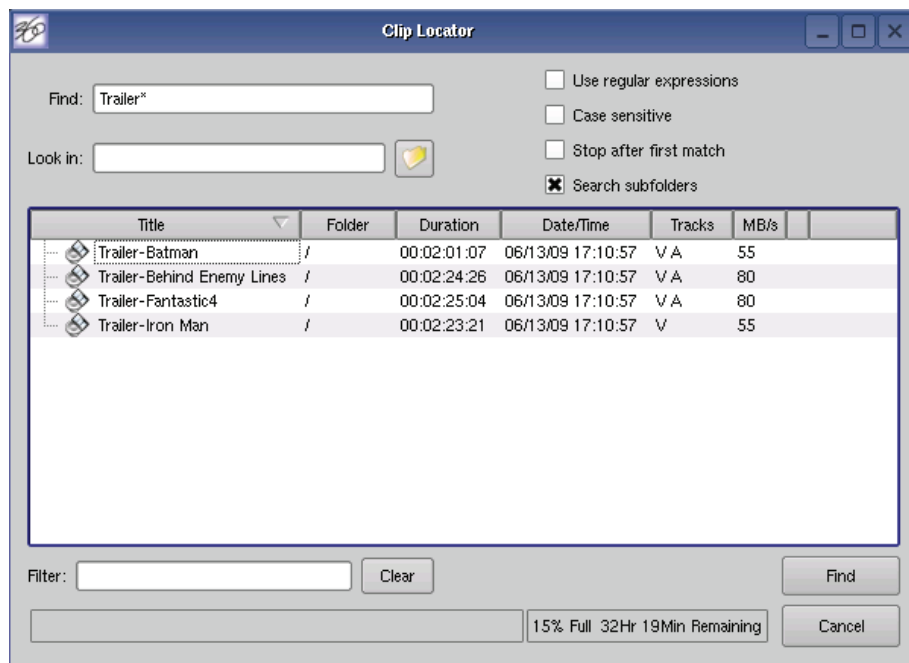 360
Clip Locator
Find: Trailer*
Use regular expressions
Case sensitive
Look in:
Stop after first match
Search subfolders
Title Folder Duration Date/Time Tracks MB/s
Trailer-Batman / 00:02:01:07 06/13/09 17:10:57 V A 55
Trailer-Behind Enemy Lines / 00:02:24:26 06/13/09 17:10:57 V A 80
Trailer-Fantastic4 / 00:02:25:04 06/13/09 17:10:57 V A 80
Trailer-Iron Man / 00:02:23:21 06/13/09 17:10:57 V 55
Filter: Clear Find
15% Full 32Hr 19Min Remaining Cancel